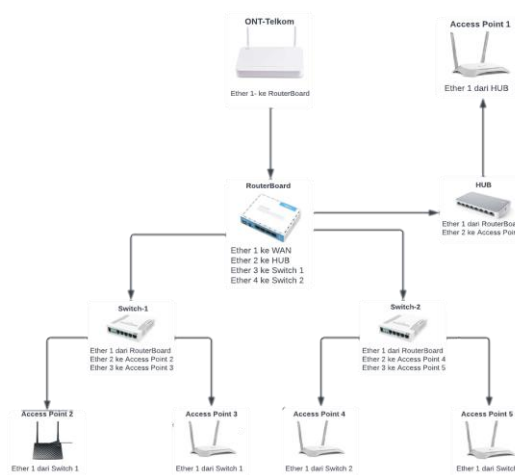 ONT-Telkom
Ether 1- ke RouterBoard
Access Point 1
Ether 1 dari HUB
RouterBoard
Ether 1 ke WAN
Ether 2 ke HUB
Ether 3 ke Switch 1
Ether 4 ke Switch 2
HUB
Ether 1 dari RouterBoa
Ether 2 ke Access Poin
Switch-1
Ether 1 dari RouterBoard
Ether 2 ke Access Point 2
Ether 3 ke Access Point 3
Switch-2
Ether 1 dari RouterBoard
Ether 2 ke Access Point 4
Ether 3 ke Access Point 5
Access Point 2
Ether 1 dari Switch 1
Access Point 3
Ether 1 dari Switch 1
Access Point 4
Ether 1 dari Switch 2
Access Point 5
Ether 1 dari Switch